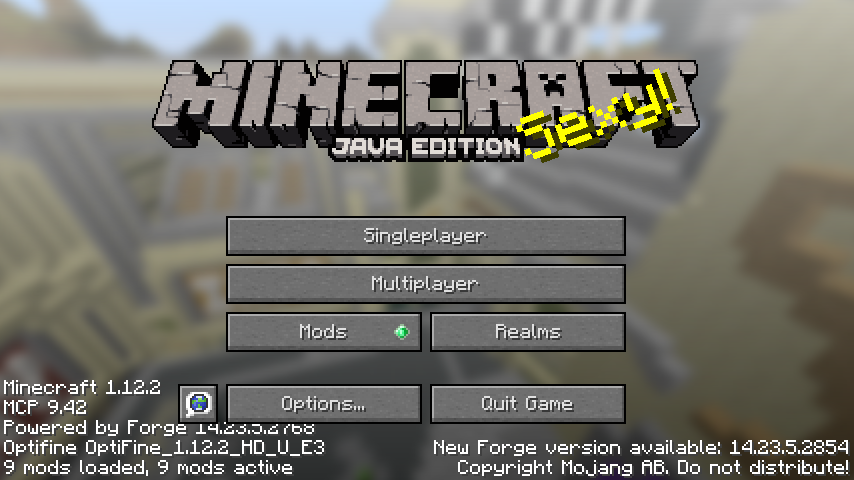 MINECRAFT
JAVA EDITION
Sexy!
Singleplayer
Multiplayer
Mods
Realms
Options...
Quit Game
Minecraft 1.12.2
MCP 9.42
Powered by Forge 14.23.5.2768
Optifine OptiFine_1.12.2_HD_U_E3
9 mods loaded, 9 mods active
New Forge version available: 14.23.5.2854
Copyright Mojang AB. Do not distribute!